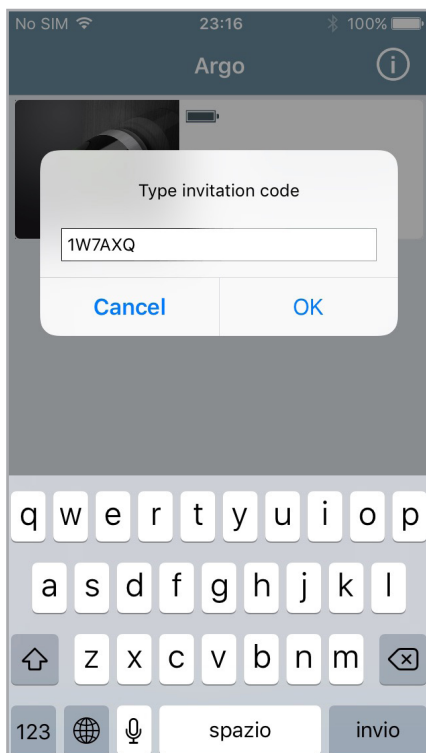 No SIM 23:16 100%
Argo
Type invitation code
1W7AXQ
Cancel OK
q w e r t y u i o p
a s d f g h j k l
z x c v b n m
123 spazio invio